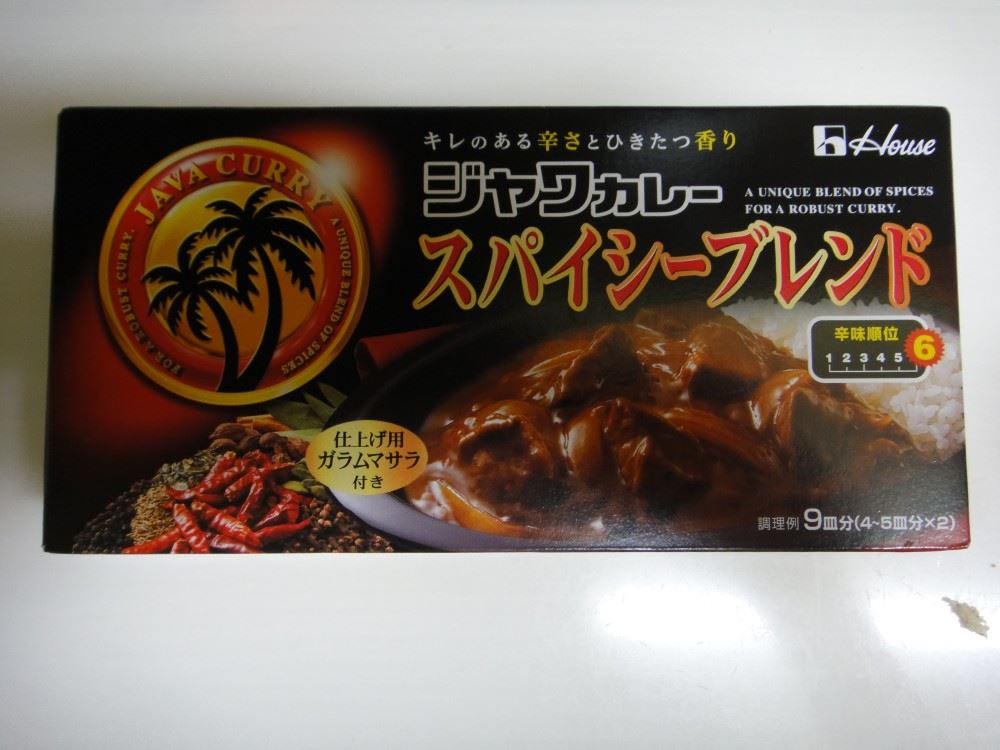 キレのある辛さとひきたつ香り
House
ジャワカレー
A UNIQUE BLEND OF SPICES
FOR A ROBUST CURRY.
スパイシーブレンド
JAVA CURRY
A UNIQUE BLEND OF SPICES
FOR A ROBUST CURRY.
辛味順位
1 2 3 4 5 6
仕上げ用
ガラムマサラ
付き
調理例 9皿分(4~5皿分×2)